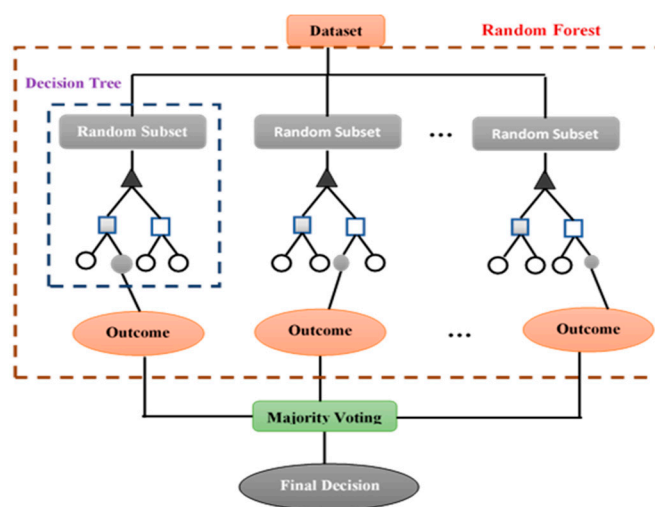 Dataset
Random Forest
Decision Tree
Random Subset
Random Subset
...
Random Subset
Outcome
Outcome
...
Outcome
Majority Voting
Final Decision